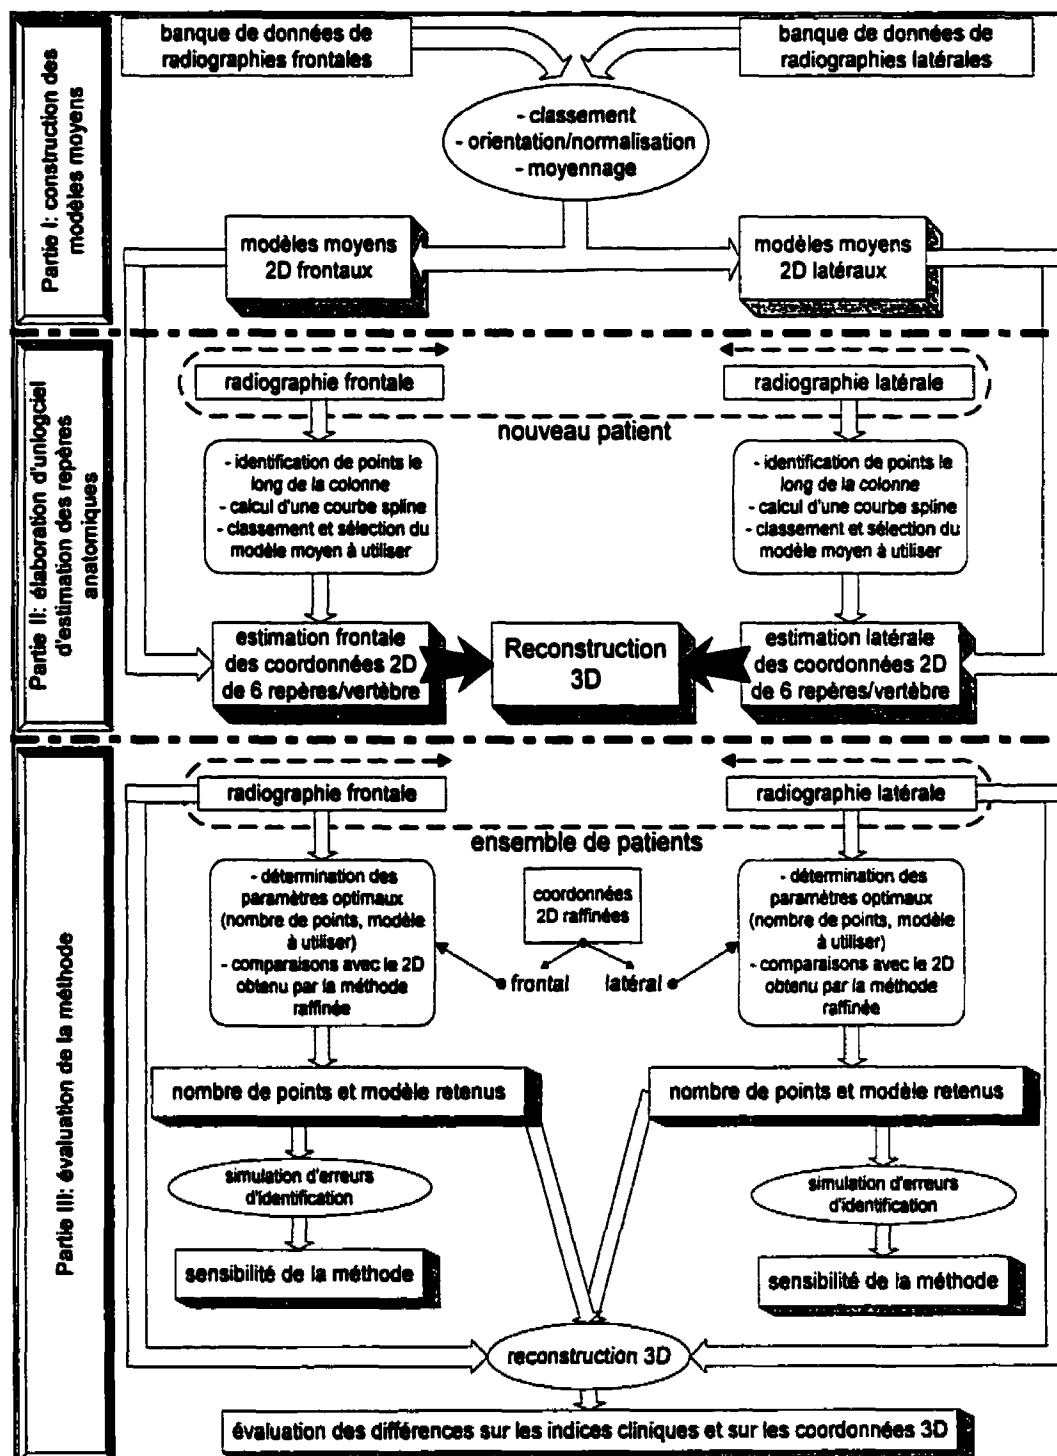 Partie I: construction des
modèles moyens
banque de données de
radiographies frontales
banque de données de
radiographies latérales
- classement
- orientation/normalisation
- moyennage
modèles moyens
2D frontaux
modèles moyens
2D latéraux
Partie II: élaboration d'unlogciel
d'estimation des repères
anatomiques
radiographie frontale
radiographie latérale
nouveau patient
- identification de points le
long de la colonne
- calcul d'une courbe spline
- classement et sélection du
modèle moyen à utiliser
- identification de points le
long de la colonne
- calcul d'une courbe spline
- classement et sélection du
modèle moyen à utiliser
estimation frontale
des coordonnées 2D
de 6 repères/vertèbre
Reconstruction
3D
estimation latérale
des coordonnées 2D
de 6 repères/vertèbre
Partie III: évaluation de la méthode
radiographie frontale
radiographie latérale
ensemble de patients
- détermination des
paramètres optimaux
(nombre de points, modèle
à utiliser)
- comparaisons avec le 2D
obtenu par la méthode
raffinée
coordonnées
2D raffinées
frontal
latéral
- détermination des
paramètres optimaux
(nombre de points, modèle
à utiliser)
- comparaisons avec le 2D
obtenu par la méthode
raffinée
nombre de points et modèle retenus
nombre de points et modèle retenus
simulation d'erreurs
d'identification
simulation d'erreurs
d'identification
sensibilité de la méthode
sensibilité de la méthode
reconstruction 3D
évaluation des différences sur les indices cliniques et sur les coordonnées 3D